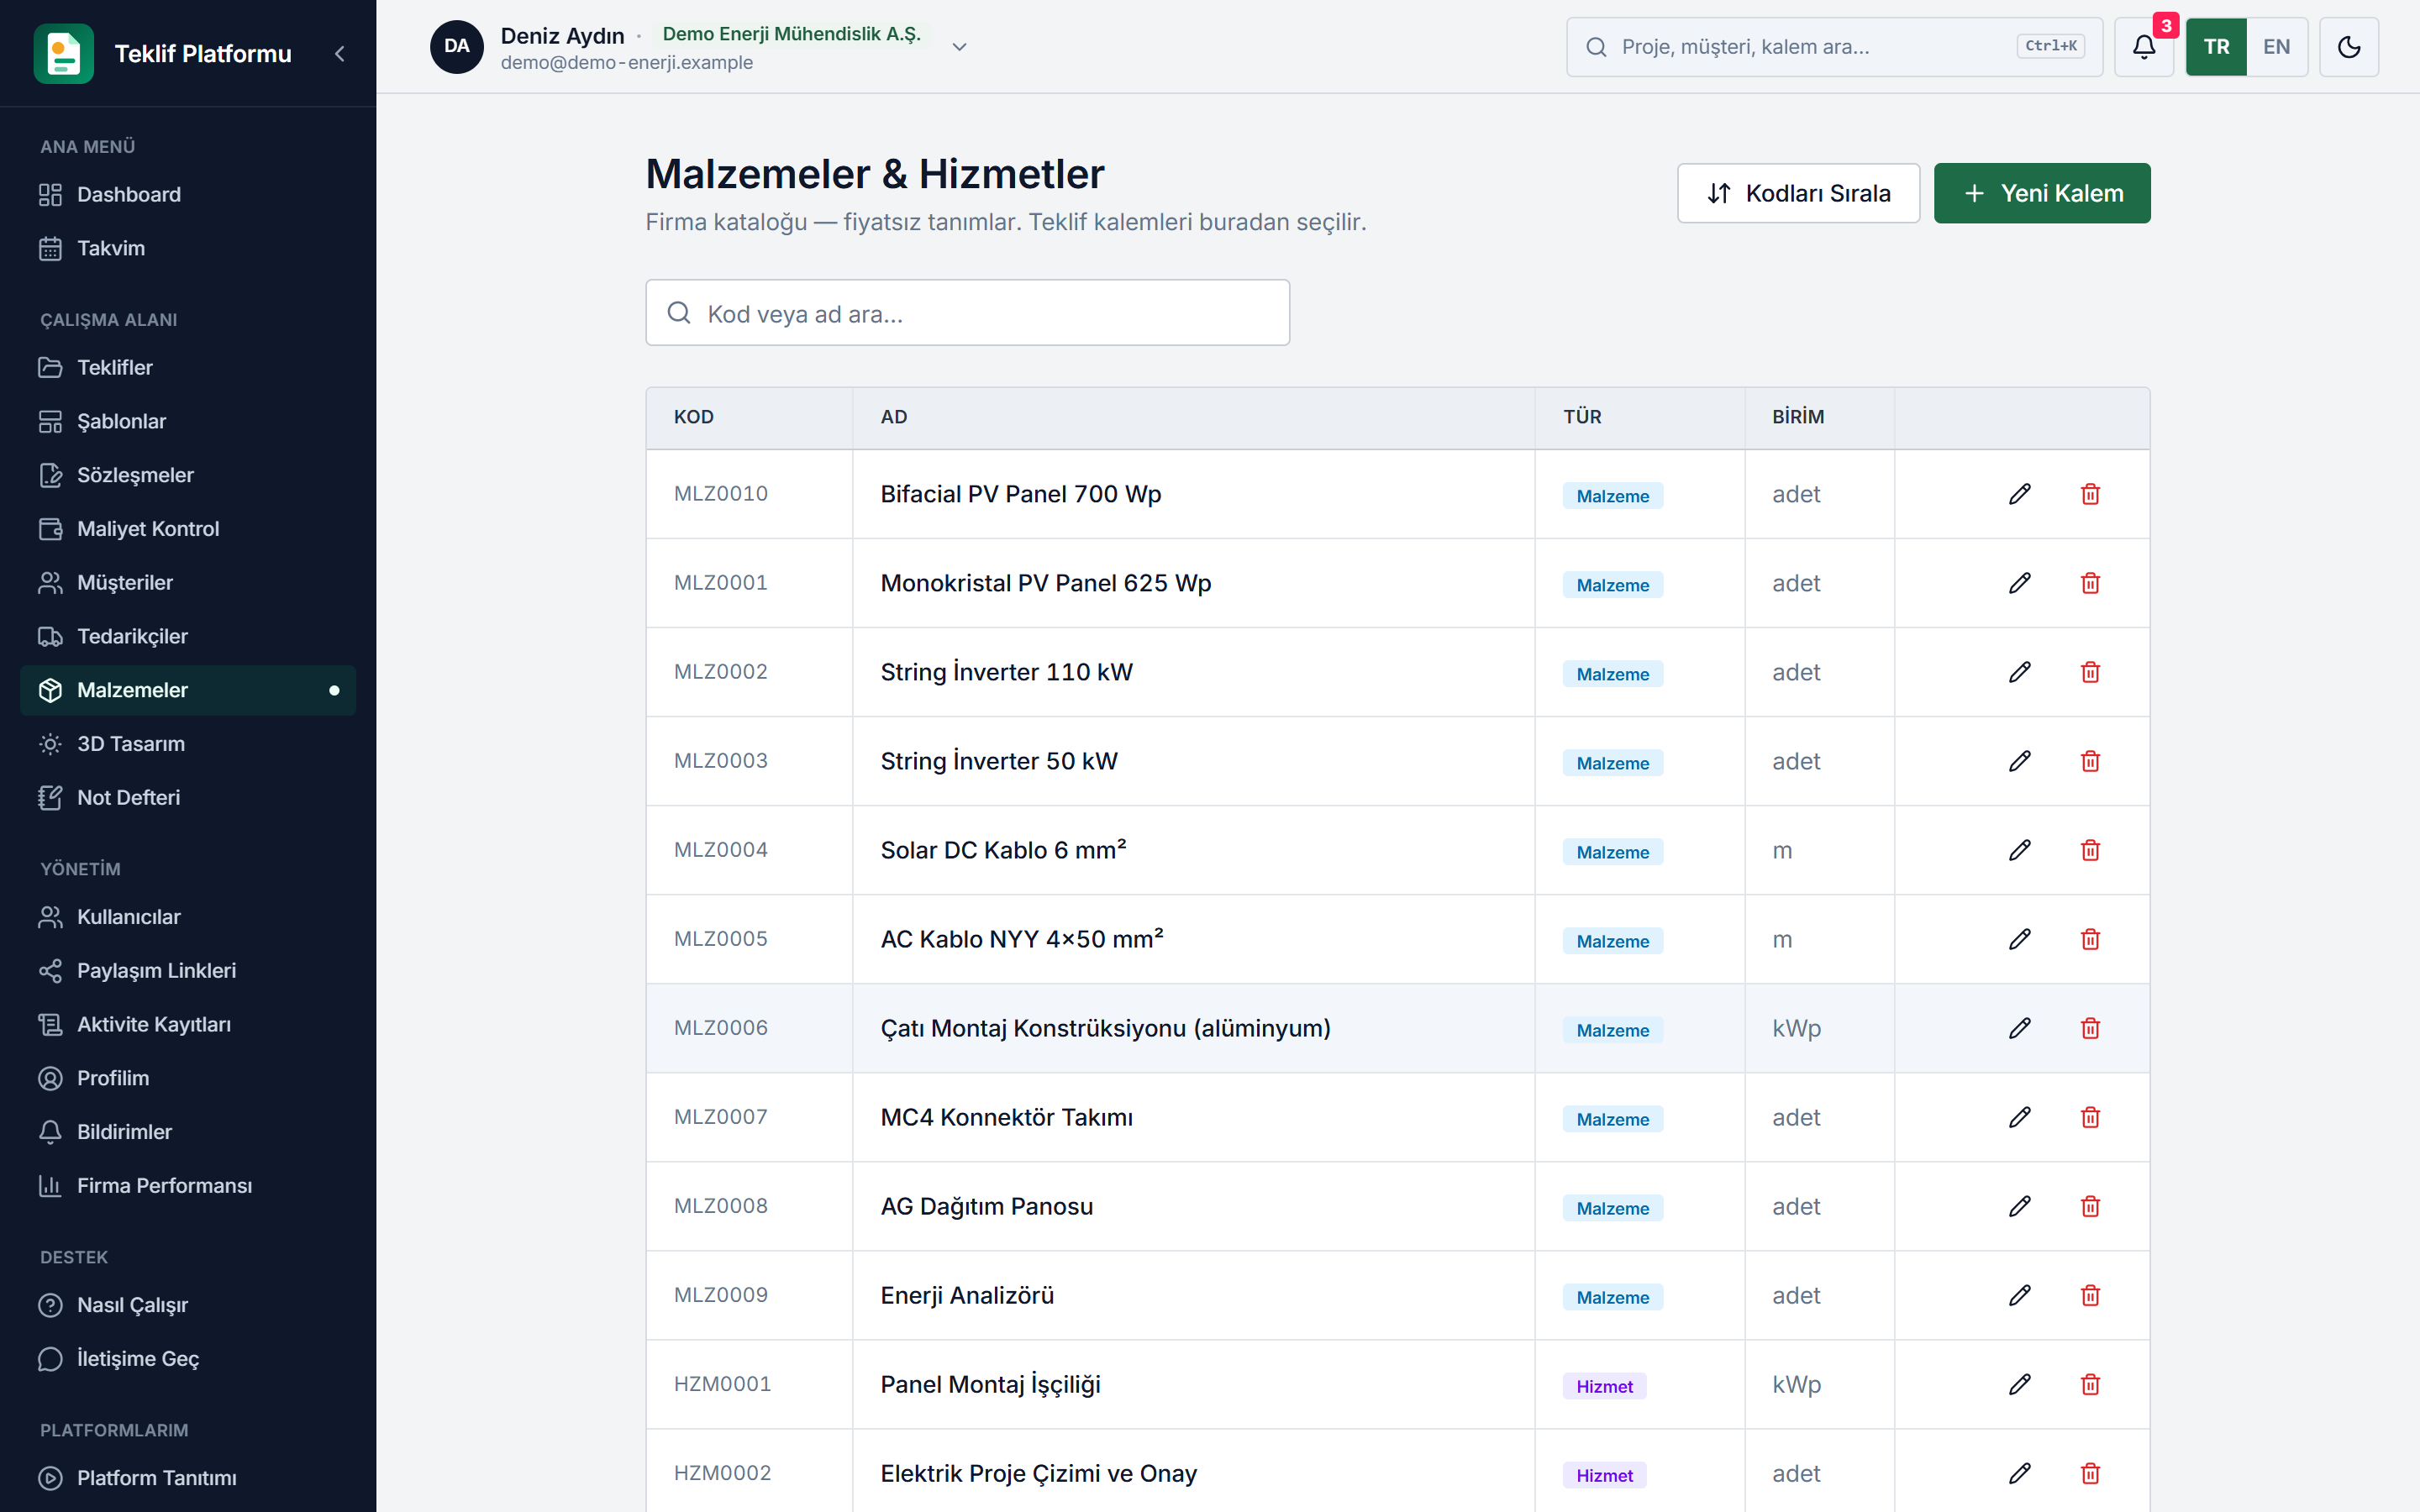 Teklif Platformu
ANA MENÜ
Dashboard
Takvim
ÇALIŞMA ALANI
Teklifler
Şablonlar
Sözleşmeler
Maliyet Kontrol
Müşteriler
Tedarikçiler
Malzemeler
3D Tasarım
Not Defteri
YÖNETİM
Kullanıcılar
Paylaşım Linkleri
Aktivite Kayıtları
Profilim
Bildirimler
Firma Performansı
DESTEK
Nasıl Çalışır
İletişime Geç
PLATFORMLARIM
Platform Tanıtımı
DA
Deniz Aydın · Demo Enerji Mühendislik A.Ş.
demo@demo-enerji.example
Proje, müşteri, kalem ara... Ctrl+K
3
TR EN
Malzemeler & Hizmetler
Firma kataloğu — fiyatsız tanımlar. Teklif kalemleri buradan seçilir.
Kodları Sırala
Yeni Kalem
Kod veya ad ara...
KOD AD TÜR BİRİM
MLZ0010 Bifacial PV Panel 700 Wp Malzeme adet
MLZ0001 Monokristal PV Panel 625 Wp Malzeme adet
MLZ0002 String İnverter 110 kW Malzeme adet
MLZ0003 String İnverter 50 kW Malzeme adet
MLZ0004 Solar DC Kablo 6 mm² Malzeme m
MLZ0005 AC Kablo NYY 4×50 mm² Malzeme m
MLZ0006 Çatı Montaj Konstrüksiyonu (alüminyum) Malzeme kWp
MLZ0007 MC4 Konnektör Takımı Malzeme adet
MLZ0008 AG Dağıtım Panosu Malzeme adet
MLZ0009 Enerji Analizörü Malzeme adet
HZM0001 Panel Montaj İşçiliği Hizmet kWp
HZM0002 Elektrik Proje Çizimi ve Onay Hizmet adet